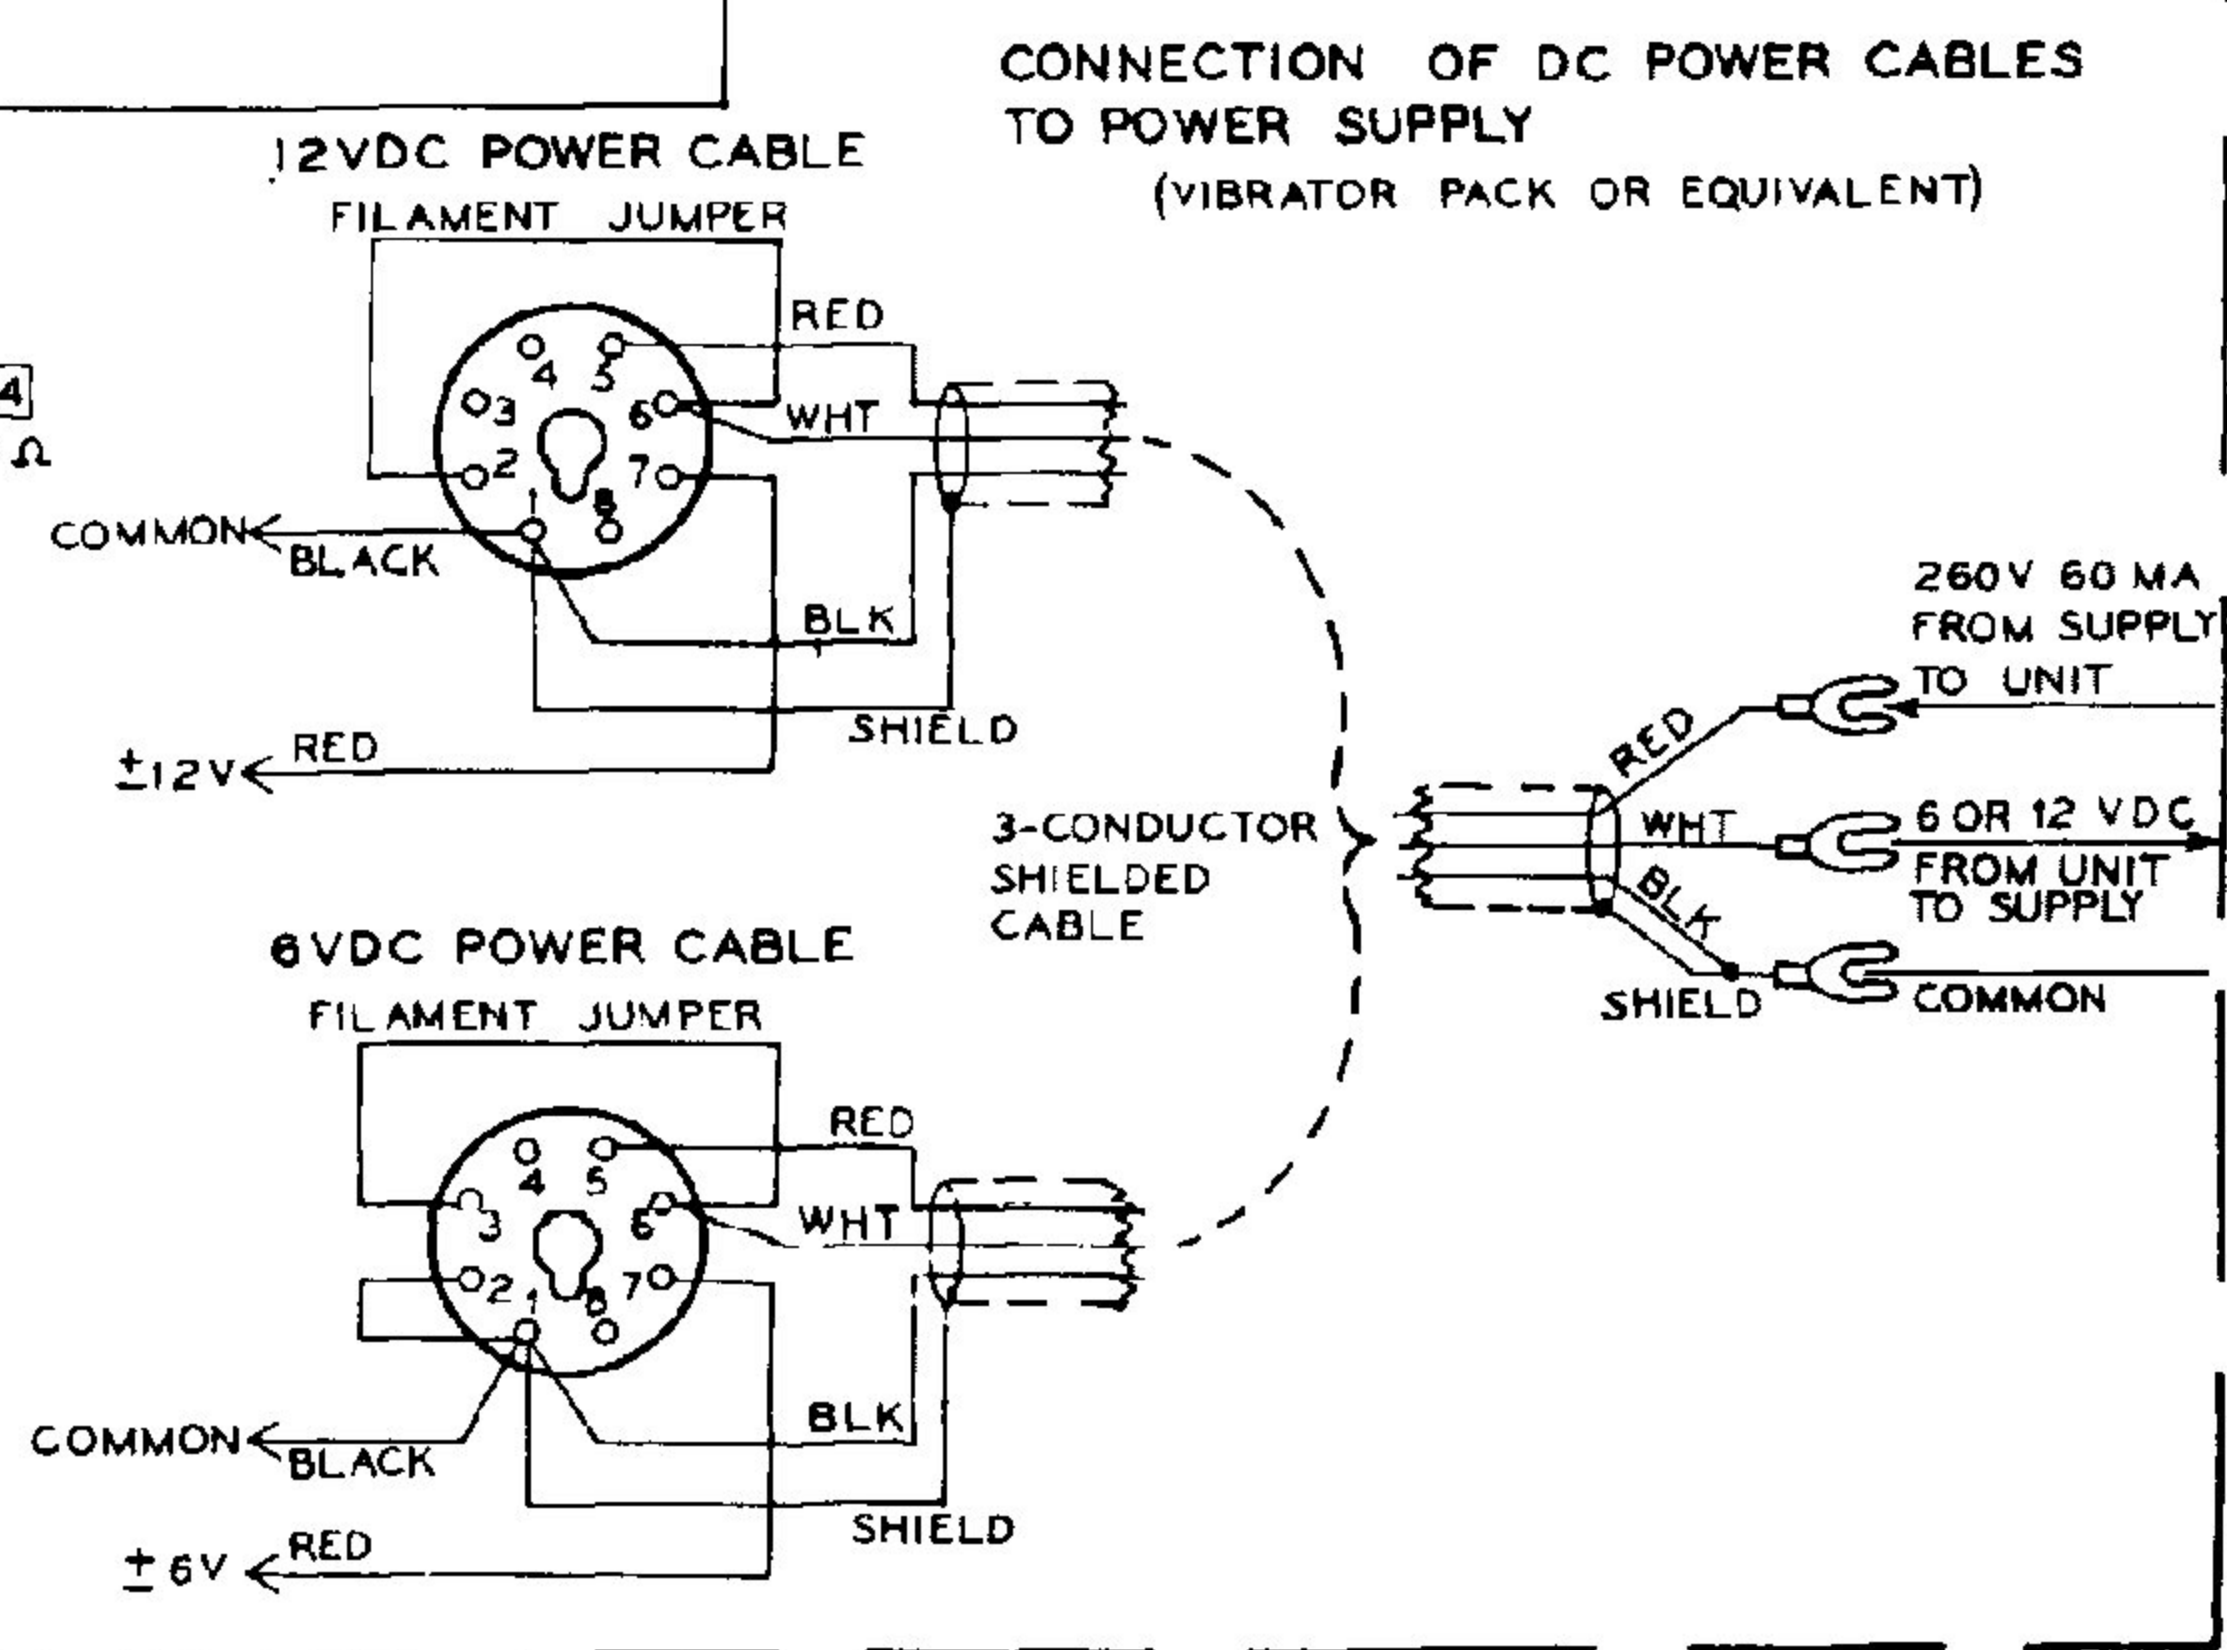 CONNECTION OF DC POWER CABLES
TO POWER SUPPLY
(VIBRATOR PACK OR EQUIVALENT)
12VDC POWER CABLE
FILAMENT JUMPER
RED
4 5
3 6
WHT
2 7
1 8
COMMON
BLACK
BLK
SHIELD
±12V
RED
4
Ω
3-CONDUCTOR
SHIELDED
CABLE
260V 60 MA
FROM SUPPLY
TO UNIT
RED
WHT
6 OR 12 VDC
FROM UNIT
TO SUPPLY
BLK
SHIELD
COMMON
6VDC POWER CABLE
FILAMENT JUMPER
RED
4 5
3 6
WHT
2 7
1 8
COMMON
BLACK
BLK
SHIELD
±6V
RED